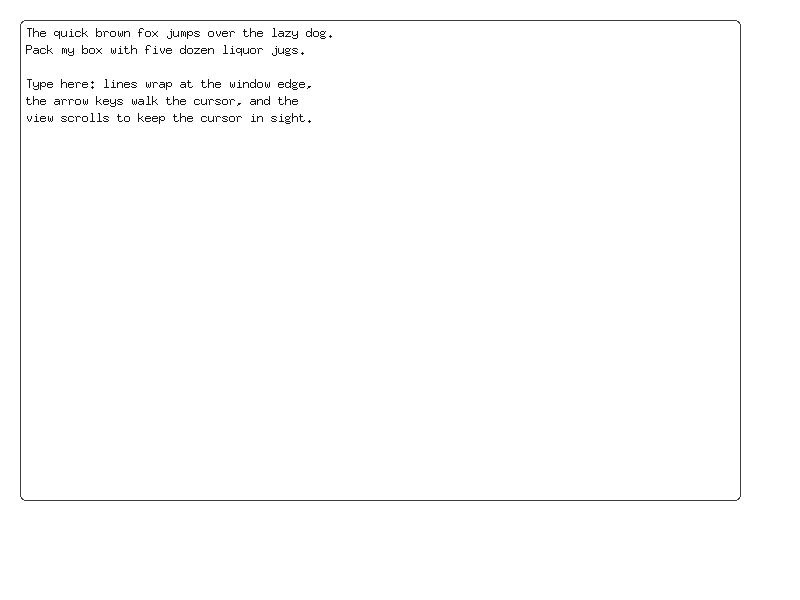 The quick brown fox jumps over the lazy dog.
Pack my box with five dozen liquor jugs.

Type here: lines wrap at the window edge,
the arrow keys walk the cursor, and the
view scrolls to keep the cursor in sight.